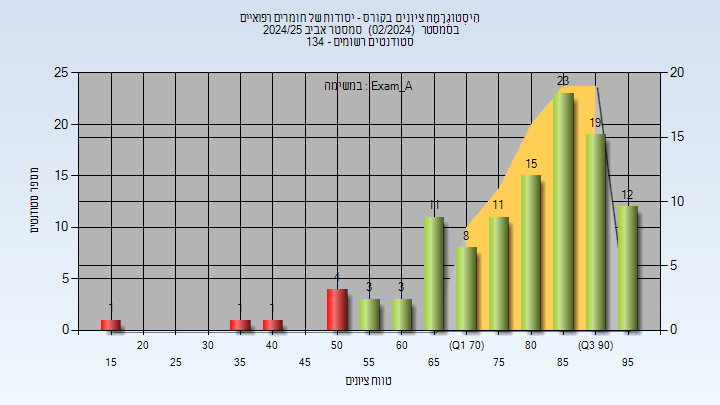 היסטוגרמת ציונים בקורס - יסודות של חומרים רפואיים
בסמסטר (02/2024) סמסטר אביב 2024/25
סטודנטים רשומים - 134
במשימה : Exam_A
25 20 15 10 5 0
מספר סטודנטים
20 15 10 5 0
1 1 1 4 3 3 11 8 11 15 23 19 12
20 30 40 50 60 (Q1 70) 80 (Q3 90)
15 25 35 45 55 65 75 85 95
טווח ציונים